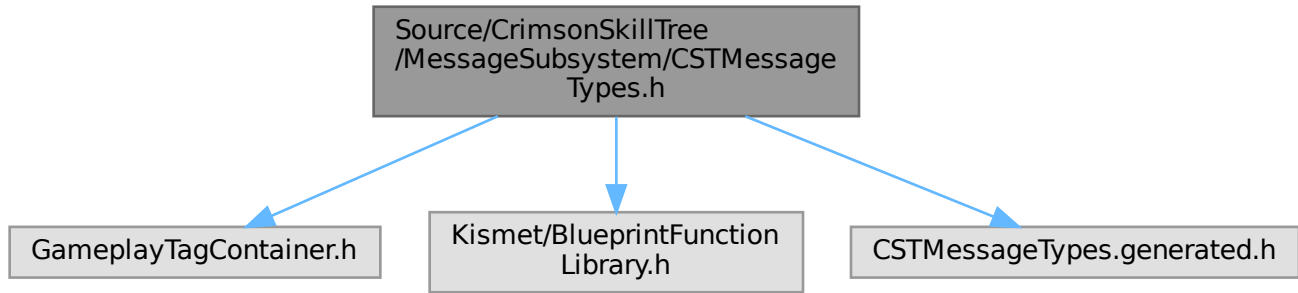 Source/CrimsonSkillTree
/MessageSubsystem/CSTMessage
Types.h
GameplayTagContainer.h
Kismet/BlueprintFunction
Library.h
CSTMessageTypes.generated.h